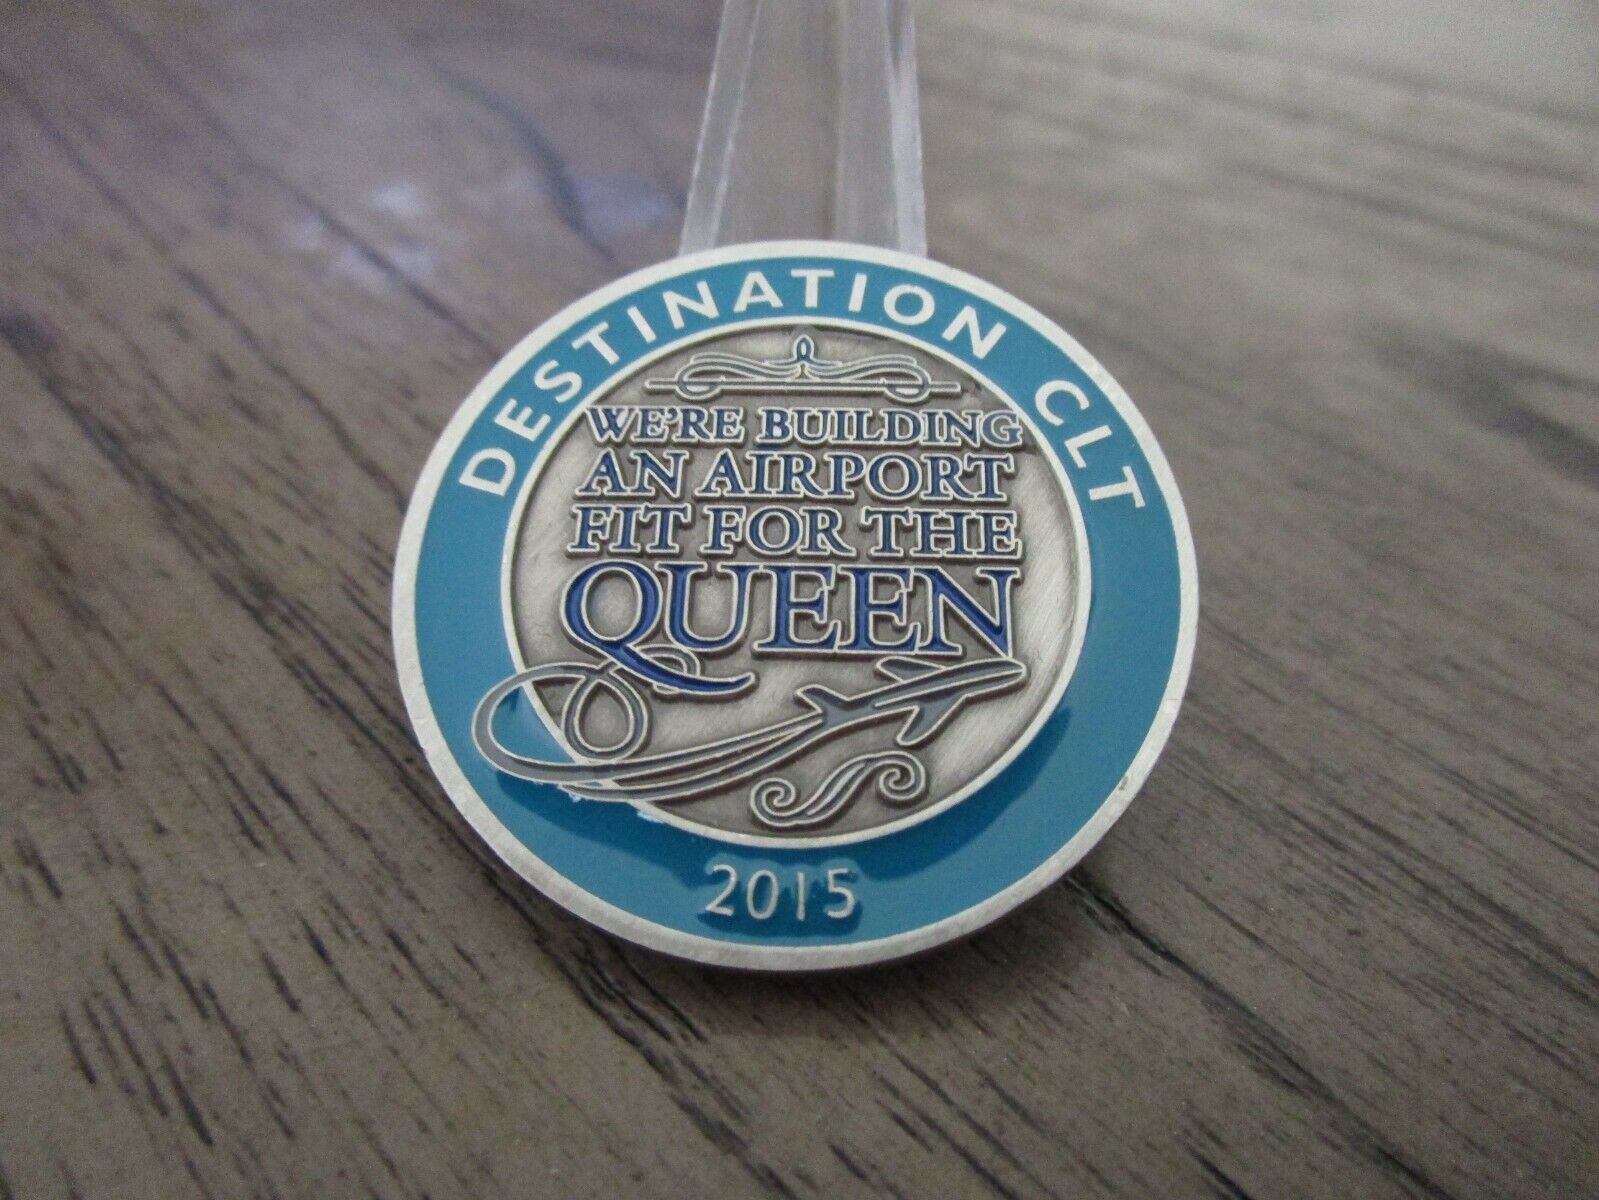 DESTINATION CLT
WE'RE BUILDING
AN AIRPORT
FIT FOR THE
QUEEN
2015